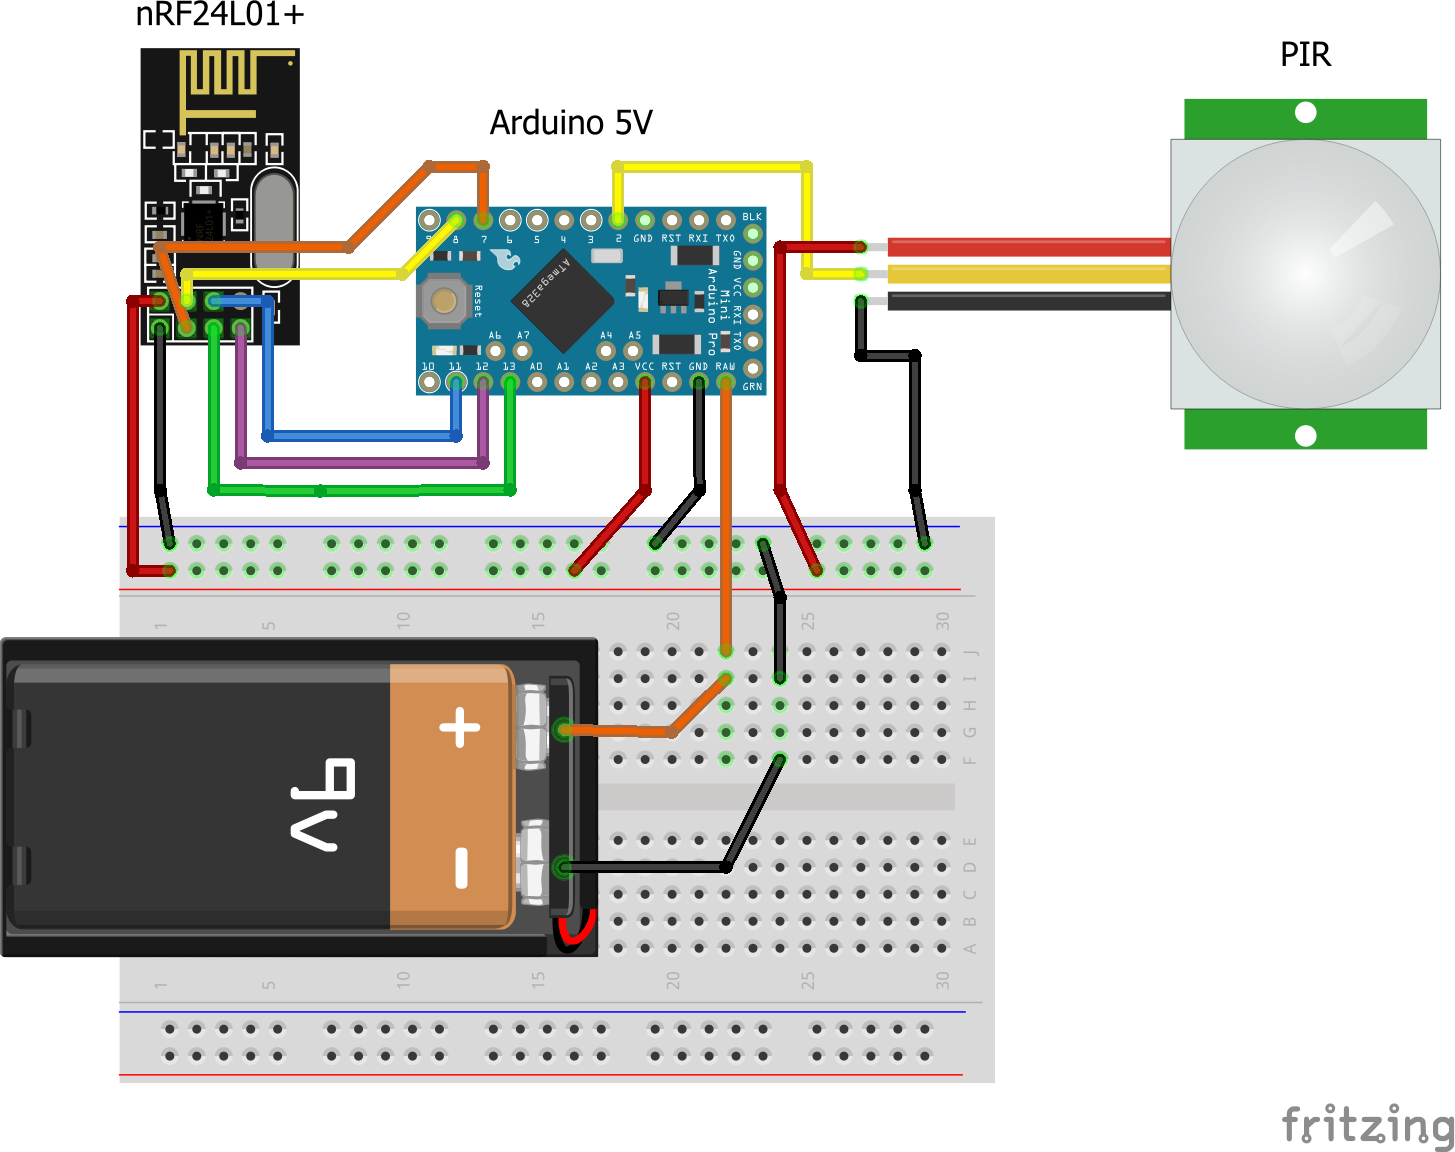 nRF24L01+
PIR
Arduino 5V
BLK
8 7 6 5 4 3 2 GND RST RXI TXO
GND
VCC
RXI
TXO
GRN
ATmega328
Reset
Arduino Pro
Mini
A6 A7 A4 A5
10 11 12 13 A0 A1 A2 A3 VCC RST GND RAW
1 5 10 15 20 25 30
J
I
H
G
F
+
9V
-
E
D
C
B
A
1 5 10 15 20 25 30
fritzing